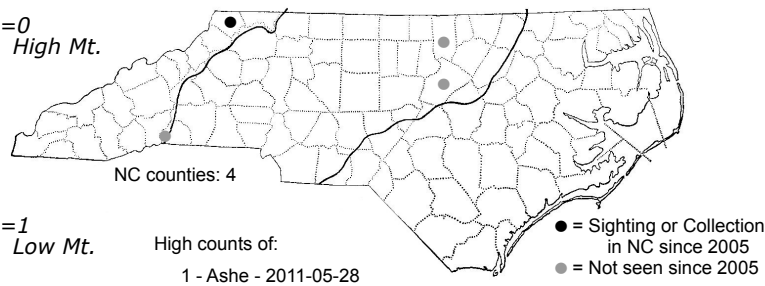 =0
High Mt.
NC counties: 4
=1
Low Mt.
High counts of:
1 - Ashe - 2011-05-28
● = Sighting or Collection
in NC since 2005
● = Not seen since 2005